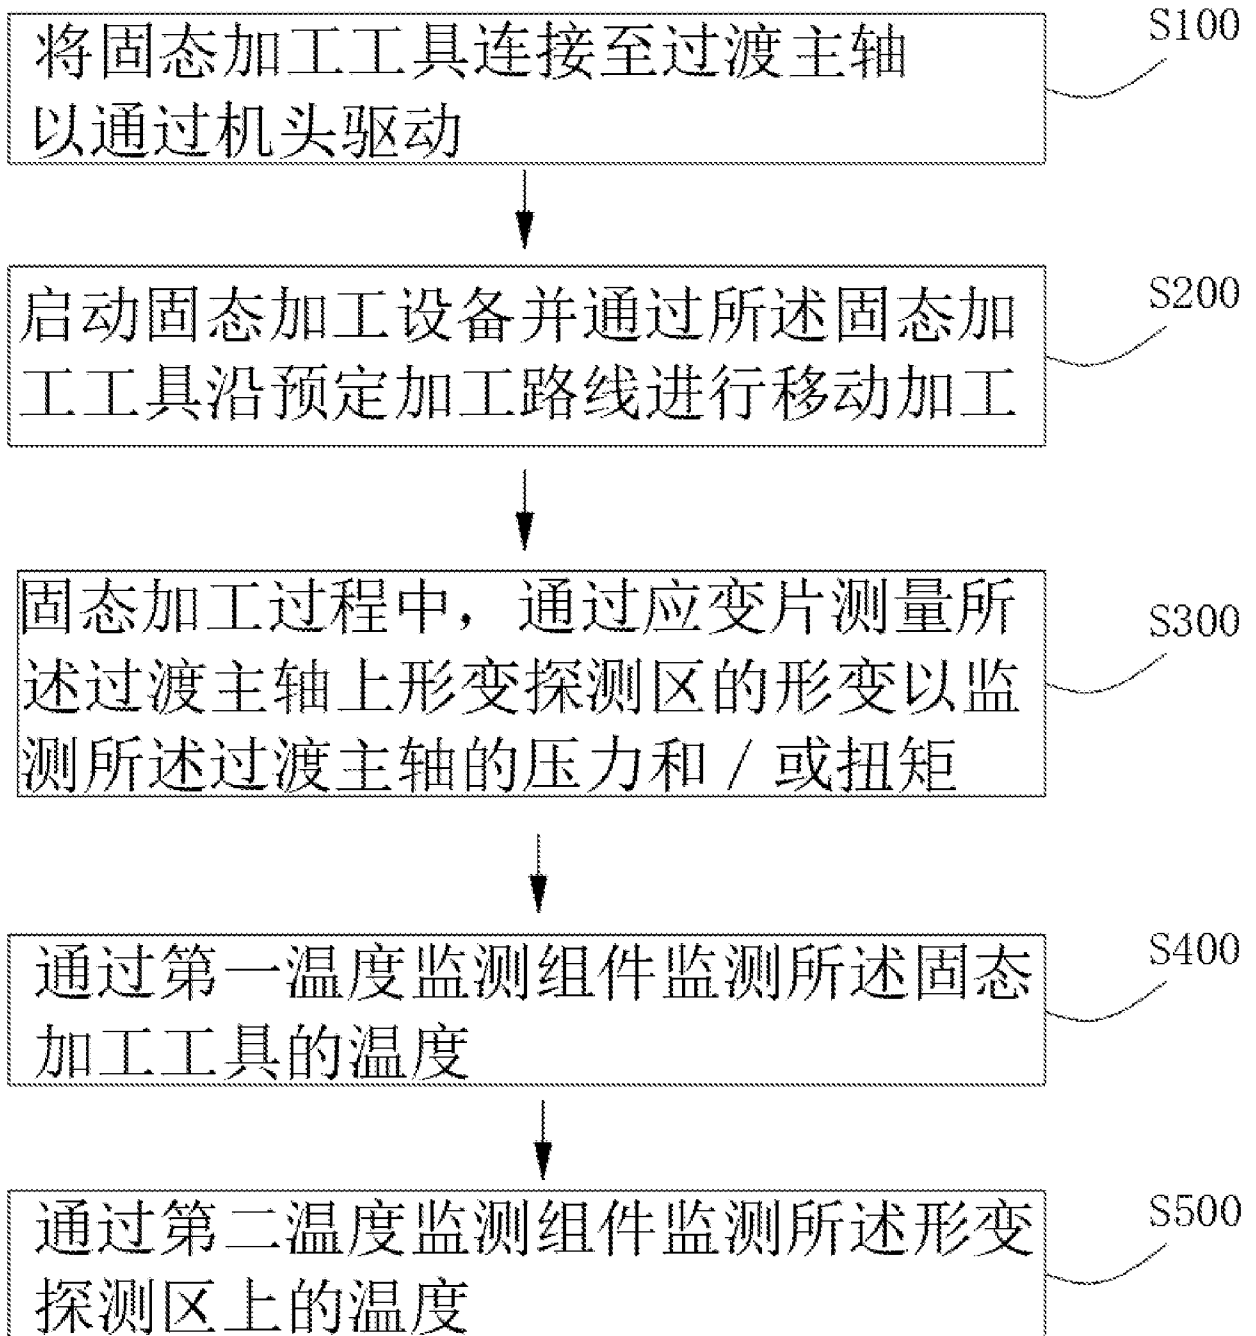 将固态加工工具连接至过渡主轴
以通过机头驱动
S100
启动固态加工设备并通过所述固态加
工工具沿预定加工路线进行移动加工
S200
固态加工过程中，通过应变片测量所
述过渡主轴上形变探测区的形变以监
测所述过渡主轴的压力和/或扭矩
S300
通过第一温度监测组件监测所述固态
加工工具的温度
S400
通过第二温度监测组件监测所述形变
探测区上的温度
S500